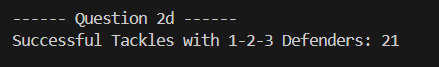 ------ Question 2d ------
Successful Tackles with 1-2-3 Defenders: 21